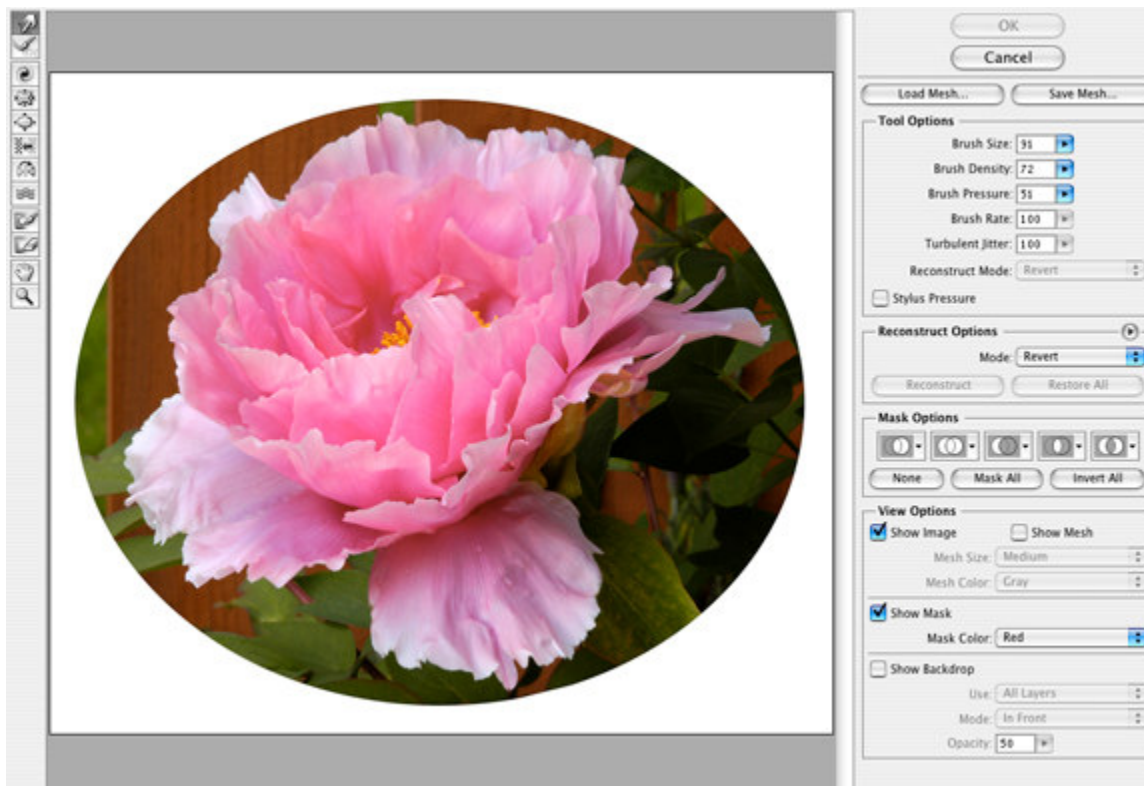 OK
Cancel
Load Mesh... Save Mesh...
Tool Options
Brush Size: 91
Brush Density: 72
Brush Pressure: 51
Brush Rate: 100
Turbulent Jitter: 100
Reconstruct Mode: Revert
Stylus Pressure
Reconstruct Options
Mode: Revert
Reconstruct Restore All
Mask Options
None Mask All Invert All
View Options
Show Image Show Mesh
Mesh Size: Medium
Mesh Color: Gray
Show Mask
Mask Color: Red
Show Backdrop
Use: All Layers
Mode: In Front
Opacity: 50